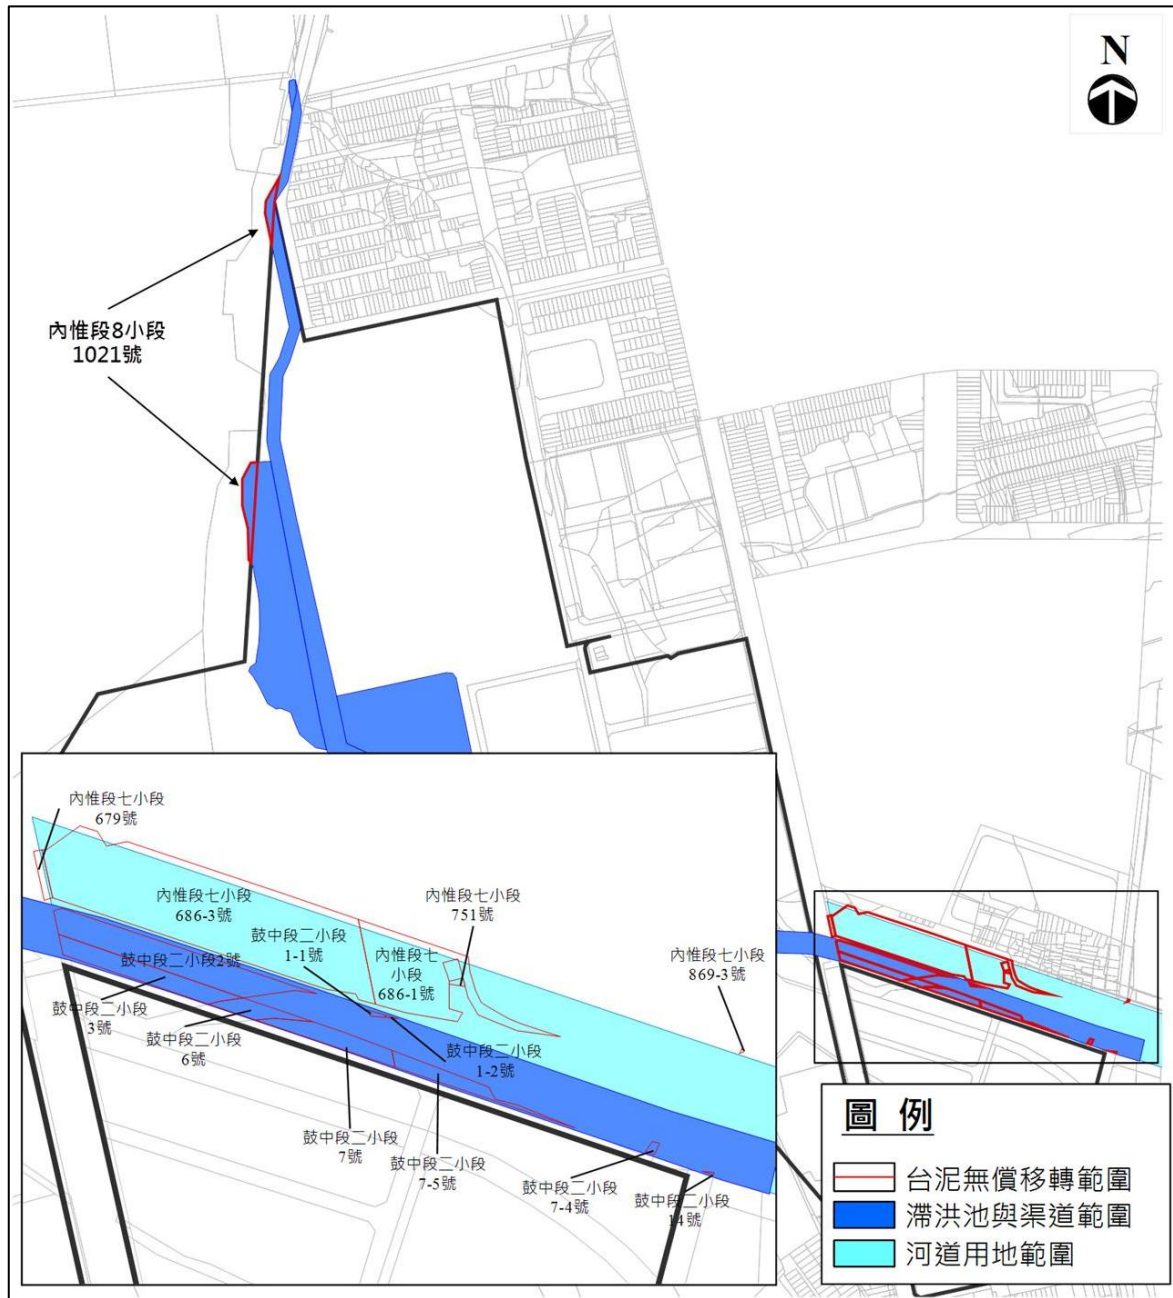 N
內惟段8小段
1021號
內惟段七小段
679號
內惟段七小段
686-3號
內惟段七小段
751號
鼓中段二小段
1-1號
內惟段七
小段
686-1號
內惟段七小段
869-3號
鼓中段二小段2號
鼓中段二小段
3號
鼓中段二小段
6號
鼓中段二小段
1-2號
鼓中段二小段
7號
鼓中段二小段
7-5號
鼓中段二小段
7-4號
鼓中段二小段
14號
圖 例
台泥無償移轉範圍
滯洪池與渠道範圍
河道用地範圍